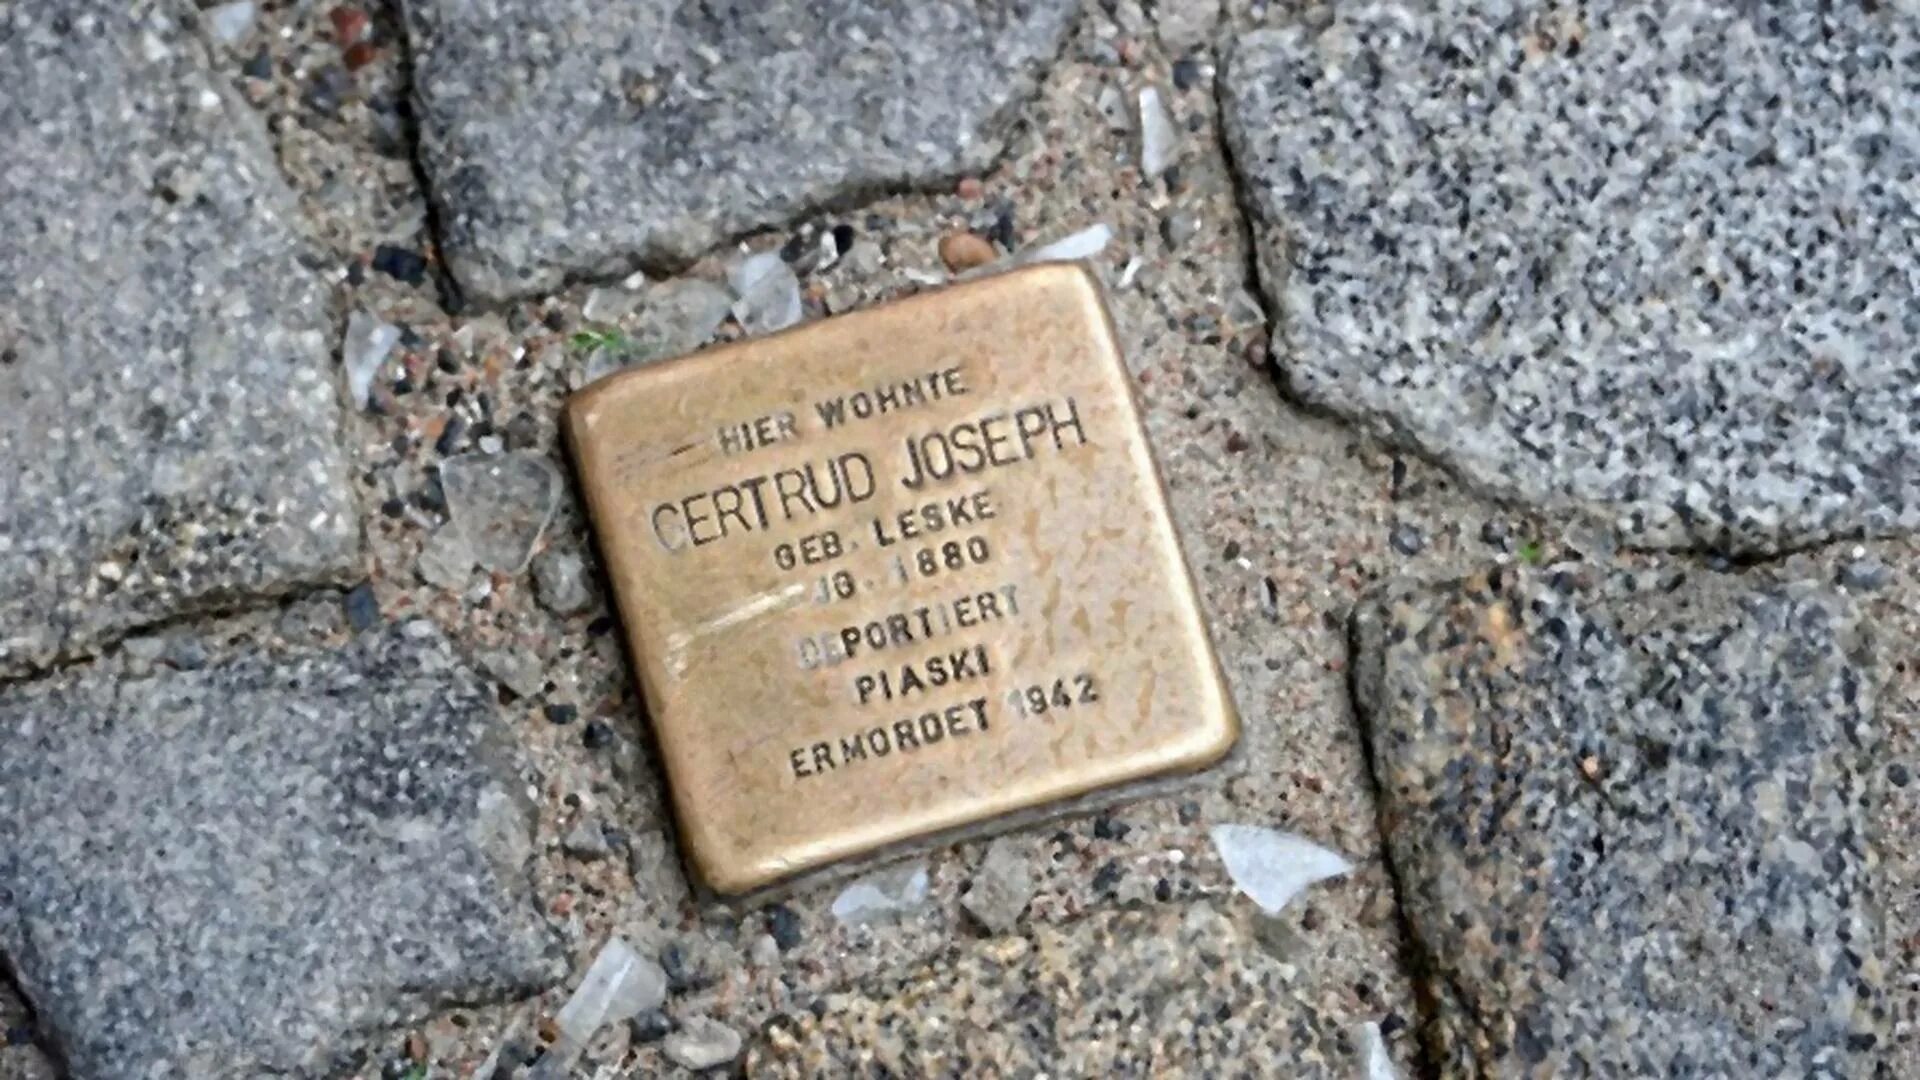 HIER WOHNTE
GERTRUD JOSEPH
GEB. LESKE
JG. 1880
DEPORTIERT
PIASKI
ERMORDET 1942